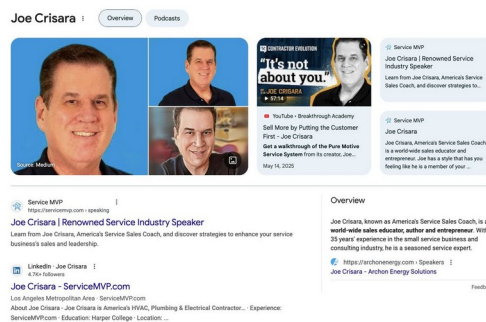 Joe Crisara
Overview
Podcasts
Source: Medium
CONTRACTOR EVOLUTION
"It's not
about you."
JOE CRISARA
57:14
YouTube · Breakthrough Academy
Sell More by Putting the Customer
First - Joe Crisara
Get a walkthrough of the Pure Motive
Service System from its creator, Joe...
May 14, 2025
Service MVP
Joe Crisara | Renowned Service
Industry Speaker
Learn from Joe Crisara, America's Service
Sales Coach, and discover strategies to...
Service MVP
Joe Crisara
Joe Crisara, America's Service Sales Coach
is a world-wide sales educator and
entrepreneur. Joe has a style that has you
feeling like he is a member of your ...
Service MVP
https://servicemvp.com › speaking
Joe Crisara | Renowned Service Industry Speaker
Learn from Joe Crisara, America's Service Sales Coach, and discover strategies to enhance your service
business's sales and leadership.
LinkedIn · Joe Crisara
4.7K+ followers
Joe Crisara - ServiceMVP.com
Los Angeles Metropolitan Area · ServiceMVP.com
About Joe Crisara · Joe Crisara is America's HVAC, Plumbing & Electrical Contractor... · Experience:
ServiceMVP.com · Education: Harper College · Location: ...
Overview
Joe Crisara, known as America's Service Sales Coach, is a
world-wide sales educator, author and entrepreneur. With
35 years' experience in the small service business and
consulting industry, he is a seasoned service expert.
https://archonenergy.com › Speakers
Joe Crisara - Archon Energy Solutions